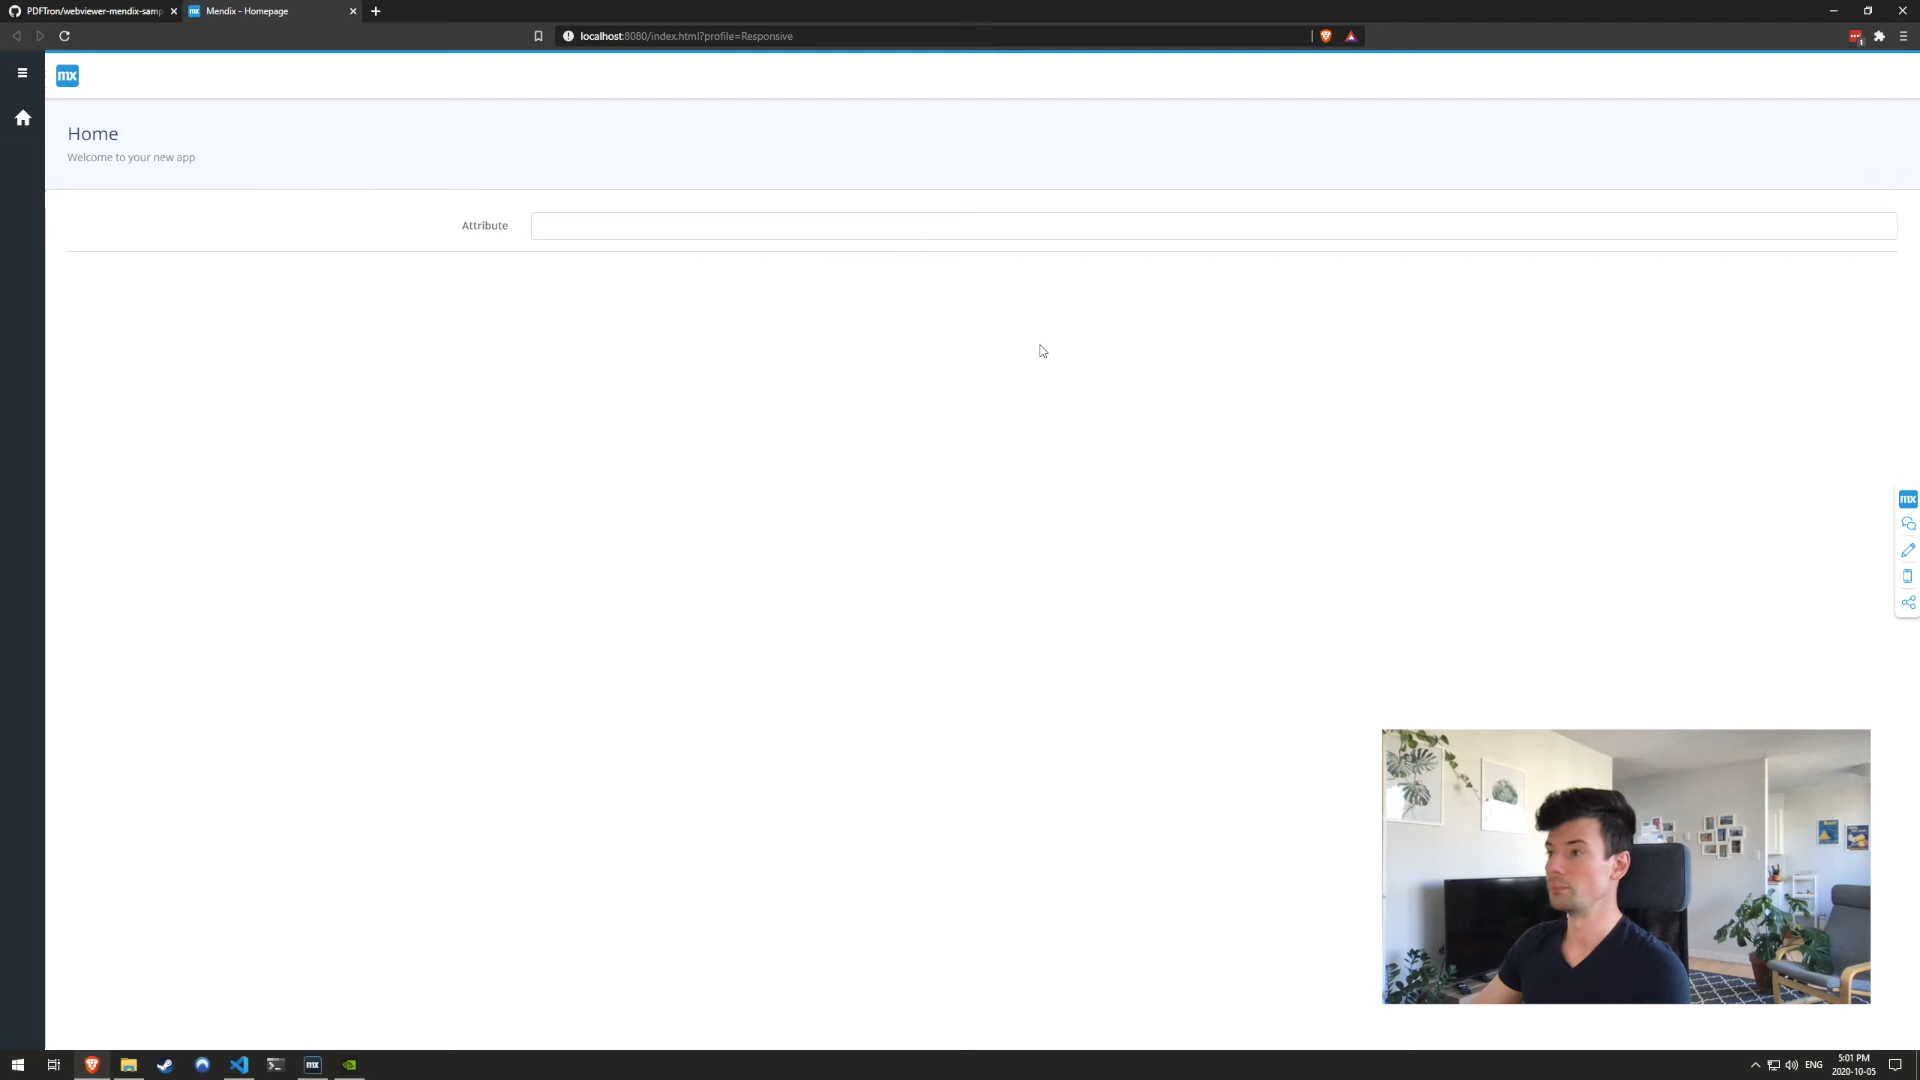 PDFTron/webviewer-mendix-samp
Mendix - Homepage
localhost:8080/index.html?profile=Responsive
1
mx
Home
Welcome to your new app
Attribute
mx
mx
ENG
5:01 PM
2020-10-05